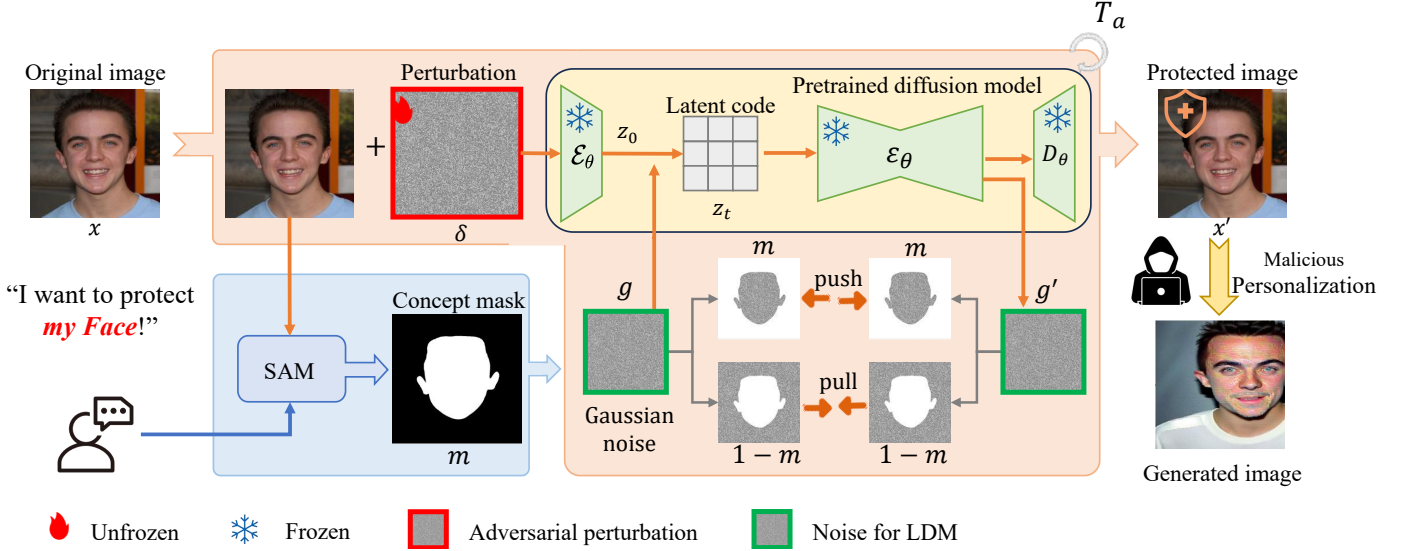 T_a
Original image
Perturbation
Pretrained diffusion model
Protected image
Latent code
+
ℰ_θ
z_0
ε_θ
D_θ
x
δ
z_t
x′
"I want to protect
my Face!"
Concept mask
SAM
m
g
Gaussian
noise
m
push
m
pull
1 − m
1 − m
g′
Malicious
Personalization
Generated image
Unfrozen
Frozen
Adversarial perturbation
Noise for LDM